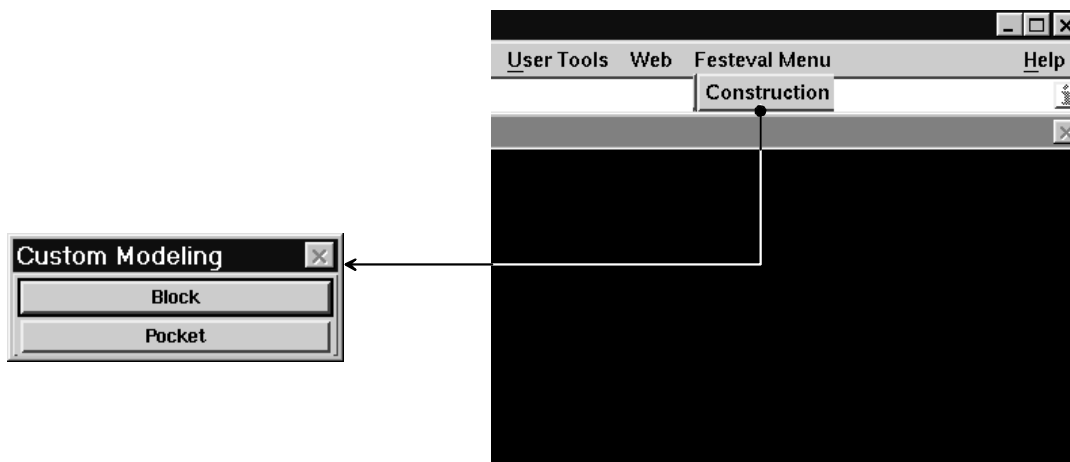 User Tools Web Festeval Menu Help
Construction
Custom Modeling
Block
Pocket